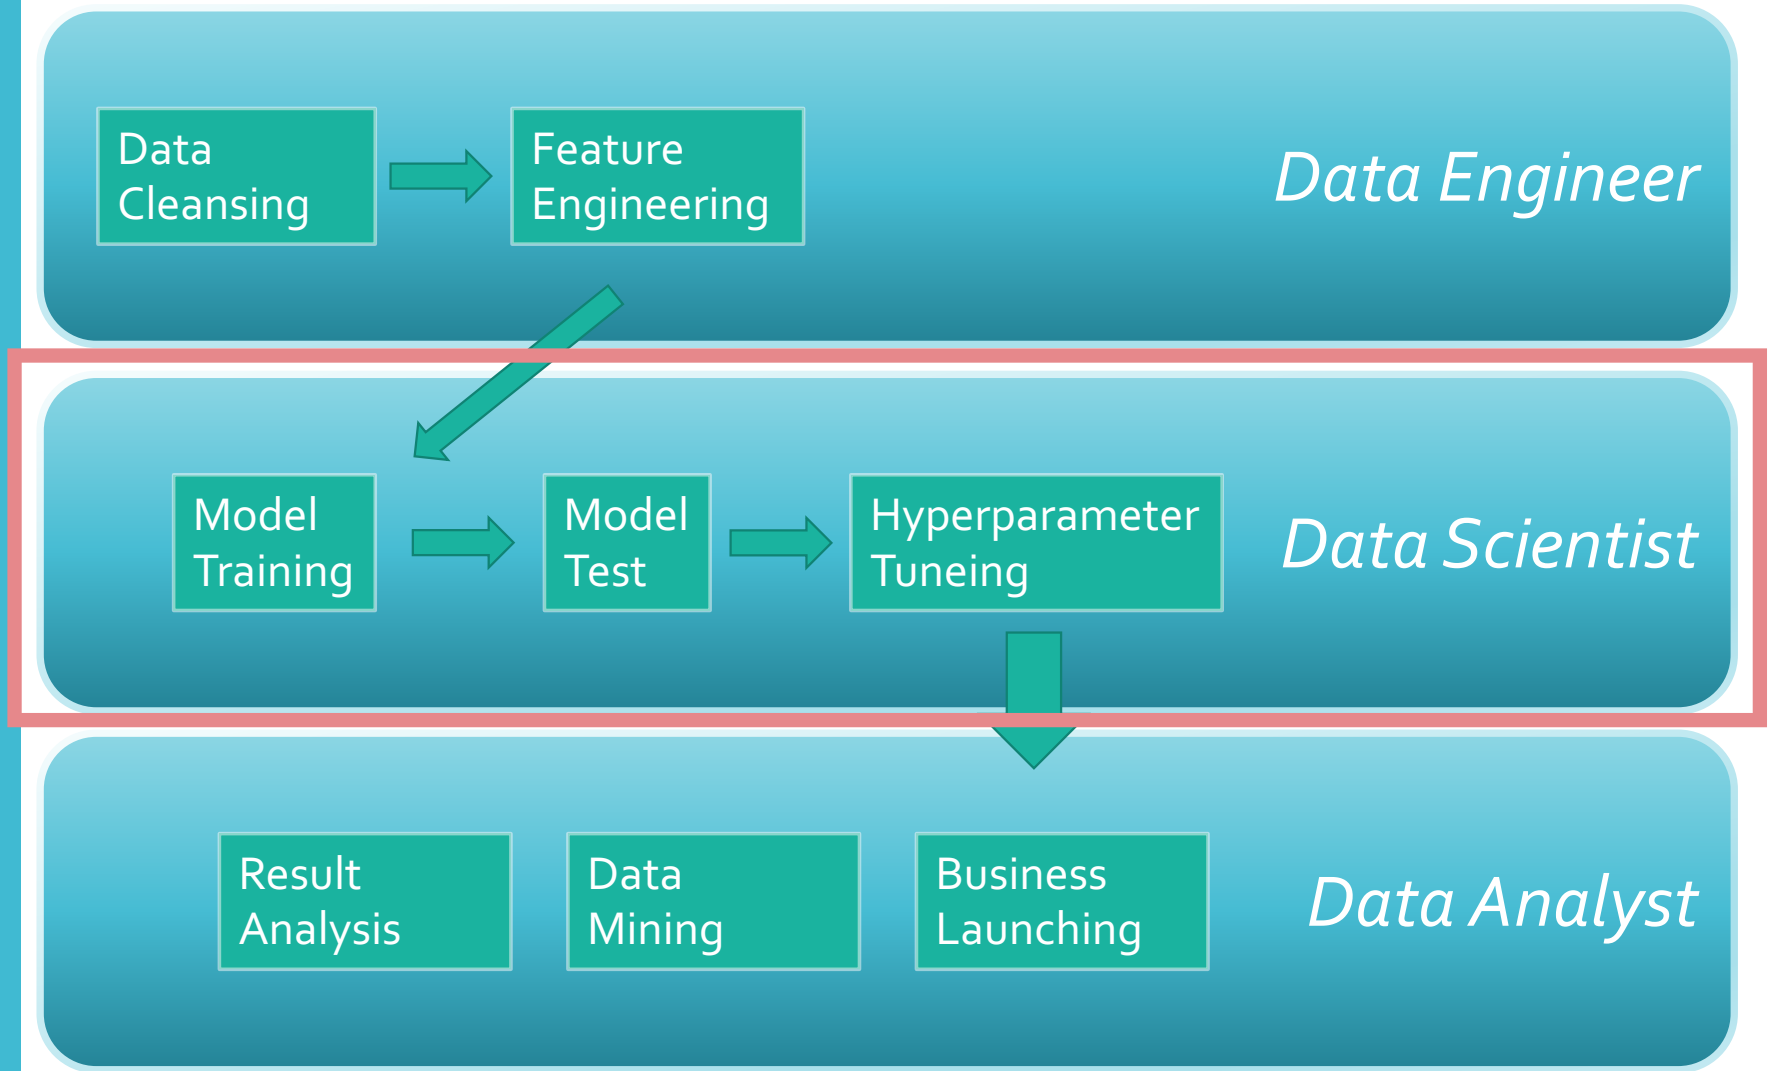 Data
Cleansing
Feature
Engineering
Data Engineer
Model
Training
Model
Test
Hyperparameter
Tuneing
Data Scientist
Result
Analysis
Data
Mining
Business
Launching
Data Analyst